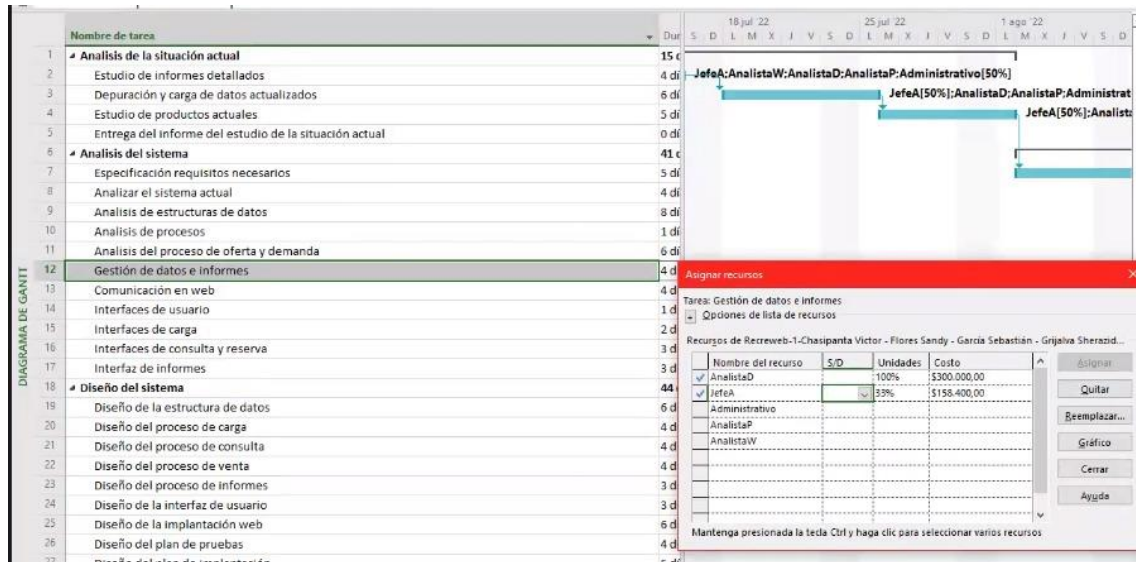 18 jul '22 25 jul '22 1 ago '22
Nombre de tarea Dur S D L M X J V S D L M X J V S D L M X J V S D
1 Analisis de la situación actual 15 d
2 Estudio de informes detallados 4 dí JefeA;AnalistaW;AnalistaD;AnalistaP;Administrativo[50%]
3 Depuración y carga de datos actualizados 6 dí JefeA[50%];AnalistaD;AnalistaP;Administrat
4 Estudio de productos actuales 5 dí JefeA[50%];Analista
5 Entrega del informe del estudio de la situación actual 0 dí
6 Analisis del sistema 41 d
7 Especificación requisitos necesarios 5 dí
8 Analizar el sistema actual 4 dí
9 Analisis de estructuras de datos 8 dí
10 Analisis de procesos 1 dí
11 Analisis del proceso de oferta y demanda 6 dí
12 Gestión de datos e informes 4 d
13 Comunicación en web 4 d
14 Interfaces de usuario 1 d
15 Interfaces de carga 2 d
16 Interfaces de consulta y reserva 3 d
17 Interfaz de informes 3 d
18 Diseño del sistema 44
19 Diseño de la estructura de datos 6 d
20 Diseño del proceso de carga 4 d
21 Diseño del proceso de consulta 4 d
22 Diseño del proceso de venta 4 d
23 Diseño del proceso de informes 3 d
24 Diseño de la interfaz de usuario 3 d
25 Diseño de la implantación web 6 d
26 Diseño del plan de pruebas 4 d
DIAGRAMA DE GANTT
Asignar recursos
Tarea: Gestión de datos e informes
Opciones de lista de recursos
Recursos de Recreweb-1-Chasipanta Victor - Flores Sandy - García Sebastián - Grijalva Sherazid...
Nombre del recurso S/D Unidades Costo
AnalistaD 100% $300.000,00
JefeA 33% $158.400,00
Administrativo
AnalistaP
AnalistaW
Asignar
Quitar
Reemplazar...
Gráfico
Cerrar
Ayuda
Mantenga presionada la tecla Ctrl y haga clic para seleccionar varios recursos